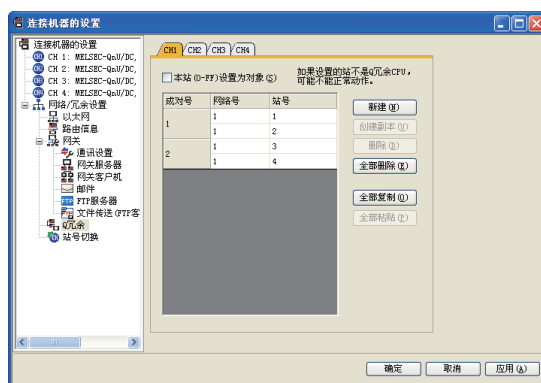 连接机器的设置
连接机器的设置
CH 1: MELSEC-QnU/DC,
CH 2: MELSEC-QnU/DC,
CH 3: MELSEC-QnU/DC,
CH 4: MELSEC-QnU/DC,
网络/冗余设置
以太网
路由信息
网关
通讯设置
网关服务器
网关客户机
邮件
FTP服务器
文件传送(FTP客
Q冗余
站号切换
CH1 CH2 CH3 CH4
本站(0-FF)设置为对象(S)
如果设置的站不是Q冗余CPU，
可能不能正常动作。
成对号 网络号 站号
1 1 1
1 2
2 1 3
1 4
新建(N)
创建副本(U)
删除(D)
全部删除(E)
全部复制(O)
全部粘贴(P)
确定 取消 应用(A)